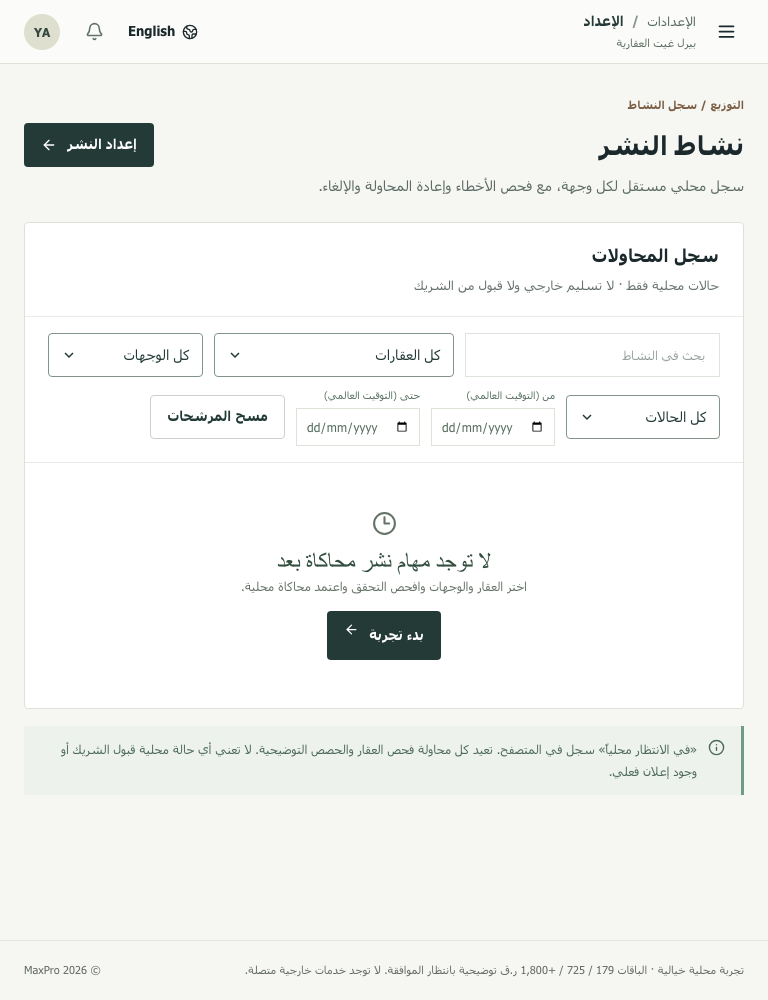 الإعدادات / الإعداد
بيرل غيت العقارية
English
YA
التوزيع / سجل النشاط
نشاط النشر
إعداد النشر
سجل محلي مستقل لكل وجهة، مع فحص الأخطاء وإعادة المحاولة والإلغاء.
سجل المحاولات
حالات محلية فقط · لا تسليم خارجي ولا قبول من الشريك
بحث في النشاط
كل العقارات
كل الوجهات
كل الحالات
من (التوقيت العالمي)
dd/mm/yyyy
حتى (التوقيت العالمي)
dd/mm/yyyy
مسح المرشحات
لا توجد مهام نشر محاكاة بعد
اختر العقار والوجهات وافحص التحقق واعتمد محاكاة محلية.
بدء تجربة
«في الانتظار محلياً» سجل في المتصفح. تعيد كل محاولة فحص العقار والحصص التوضيحية. لا تعني أي حالة محلية قبول الشريك أو
وجود إعلان فعلي.
تجربة محلية خيالية · الباقات 179 / 725 / +1,800 ر.ق توضيحية بانتظار الموافقة. لا توجد خدمات خارجية متصلة.
© 2026 MaxPro